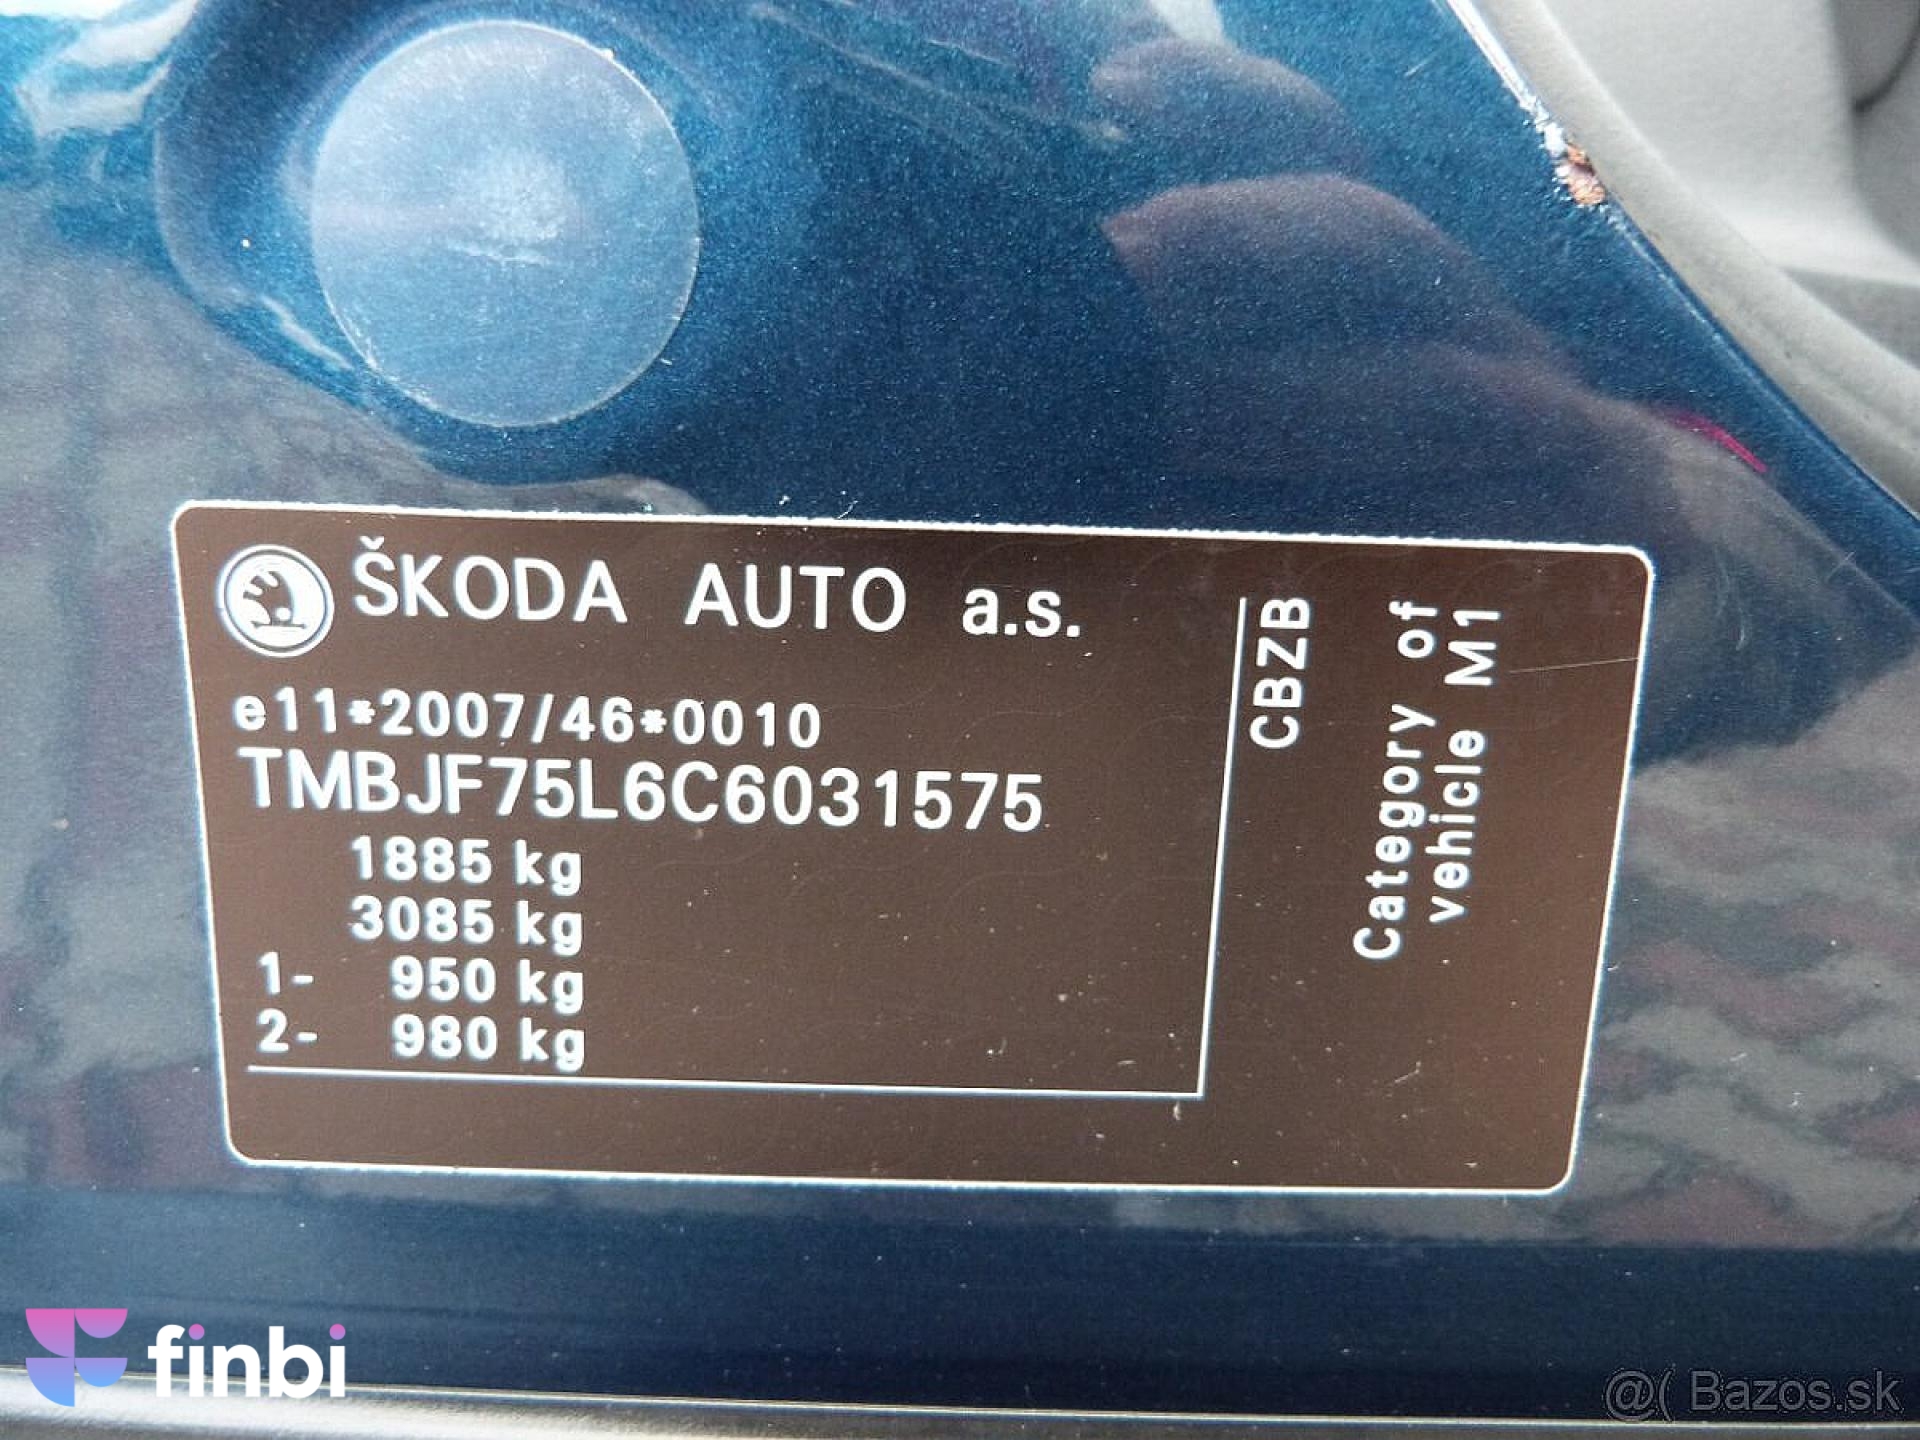 ŠKODA AUTO a.s.
e11*2007/46*0010
TMBJF75L6C6031575
1885 kg
3085 kg
1- 950 kg
2- 980 kg
CBZB
Category of
vehicle M1
finbi
@( Bazos.sk